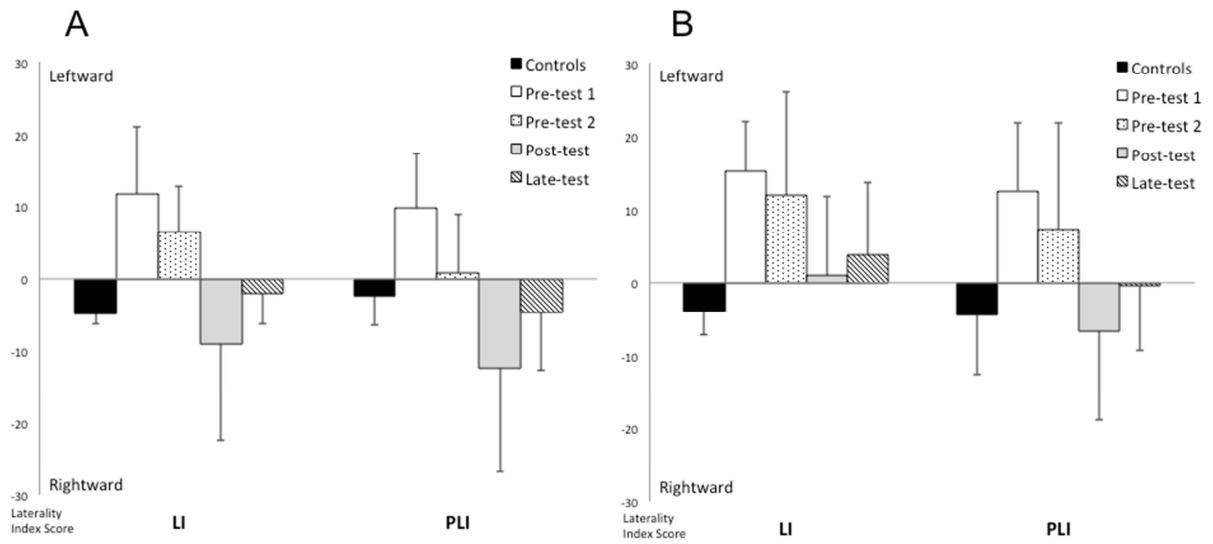 A
30
Leftward
20
10
0
-10
-20
Rightward
-30
Laterality
Index Score
LI
PLI
Controls
Pre-test 1
Pre-test 2
Post-test
Late-test
B
30
Leftward
20
10
0
-10
-20
Rightward
-30
Laterality
Index Score
LI
PLI
Controls
Pre-test 1
Pre-test 2
Post-test
Late-test